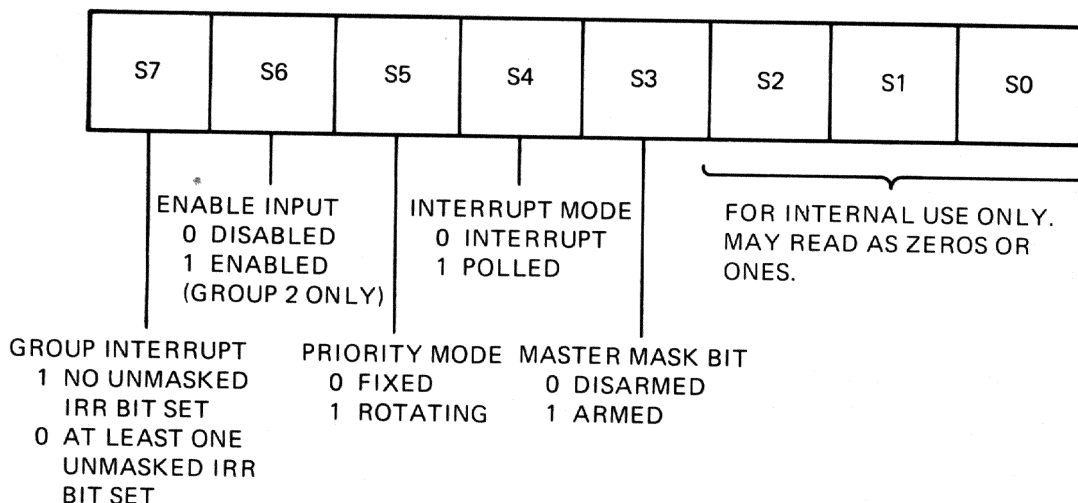 S7 S6 S5 S4 S3 S2 S1 S0
ENABLE INPUT
0 DISABLED
1 ENABLED
(GROUP 2 ONLY)
INTERRUPT MODE
0 INTERRUPT
1 POLLED
FOR INTERNAL USE ONLY.
MAY READ AS ZEROS OR
ONES.
GROUP INTERRUPT
1 NO UNMASKED
IRR BIT SET
0 AT LEAST ONE
UNMASKED IRR
BIT SET
PRIORITY MODE
0 FIXED
1 ROTATING
MASTER MASK BIT
0 DISARMED
1 ARMED